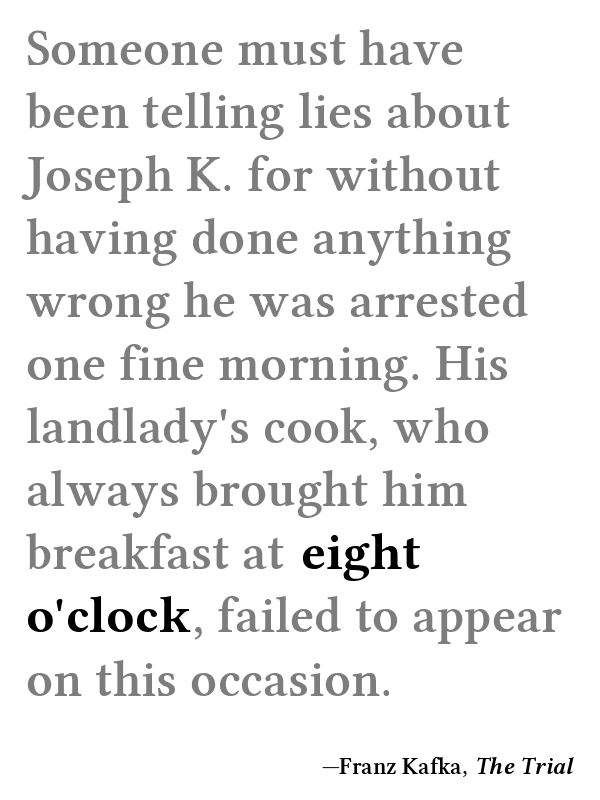 Someone must have
been telling lies about
Joseph K. for without
having done anything
wrong he was arrested
one fine morning. His
landlady's cook, who
always brought him
breakfast at eight
o'clock, failed to appear
on this occasion.
—Franz Kafka, The Trial